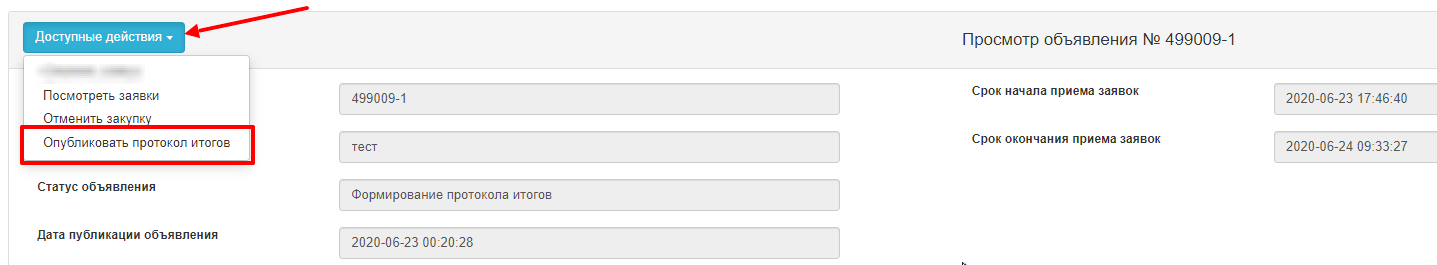 Доступные действия
Просмотр объявления № 499009-1
Посмотреть заявки
Отменить закупку
Опубликовать протокол итогов
499009-1
Срок начала приема заявок
2020-06-23 17:46:40
тест
Срок окончания приема заявок
2020-06-24 09:33:27
Статус объявления
Формирование протокола итогов
Дата публикации объявления
2020-06-23 00:20:28